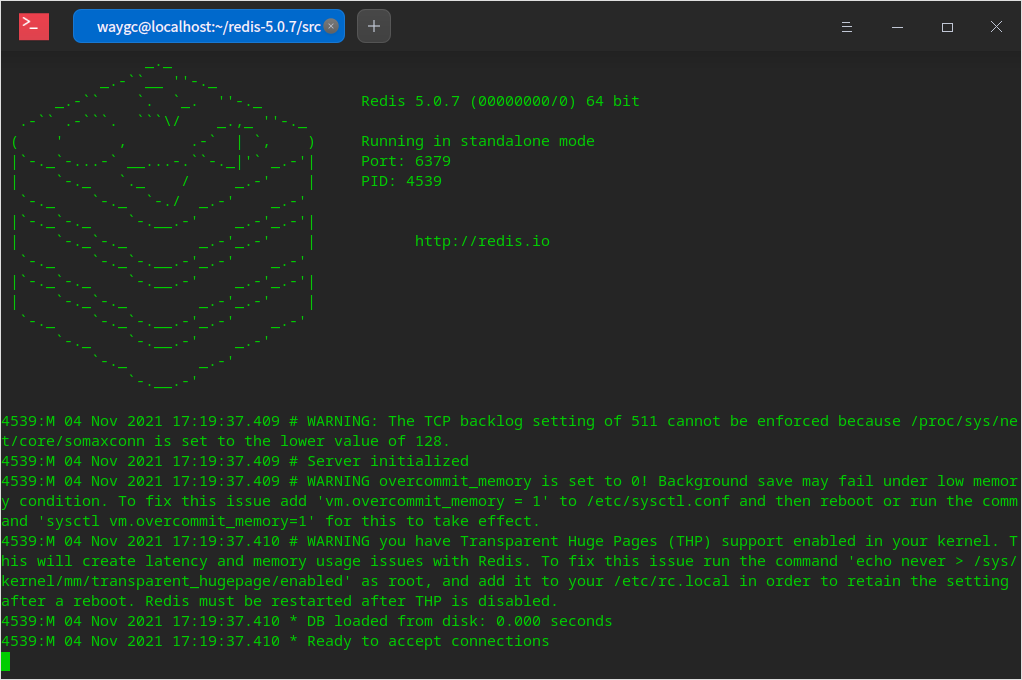 waygc@localhost:~/redis-5.0.7/src
Redis 5.0.7 (00000000/0) 64 bit
Running in standalone mode
Port: 6379
PID: 4539
http://redis.io
4539:M 04 Nov 2021 17:19:37.409 # WARNING: The TCP backlog setting of 511 cannot be enforced because /proc/sys/ne
t/core/somaxconn is set to the lower value of 128.
4539:M 04 Nov 2021 17:19:37.409 # Server initialized
4539:M 04 Nov 2021 17:19:37.409 # WARNING overcommit_memory is set to 0! Background save may fail under low memor
y condition. To fix this issue add 'vm.overcommit_memory = 1' to /etc/sysctl.conf and then reboot or run the comm
and 'sysctl vm.overcommit_memory=1' for this to take effect.
4539:M 04 Nov 2021 17:19:37.410 # WARNING you have Transparent Huge Pages (THP) support enabled in your kernel. T
his will create latency and memory usage issues with Redis. To fix this issue run the command 'echo never > /sys/
kernel/mm/transparent_hugepage/enabled' as root, and add it to your /etc/rc.local in order to retain the setting
after a reboot. Redis must be restarted after THP is disabled.
4539:M 04 Nov 2021 17:19:37.410 * DB loaded from disk: 0.000 seconds
4539:M 04 Nov 2021 17:19:37.410 * Ready to accept connections